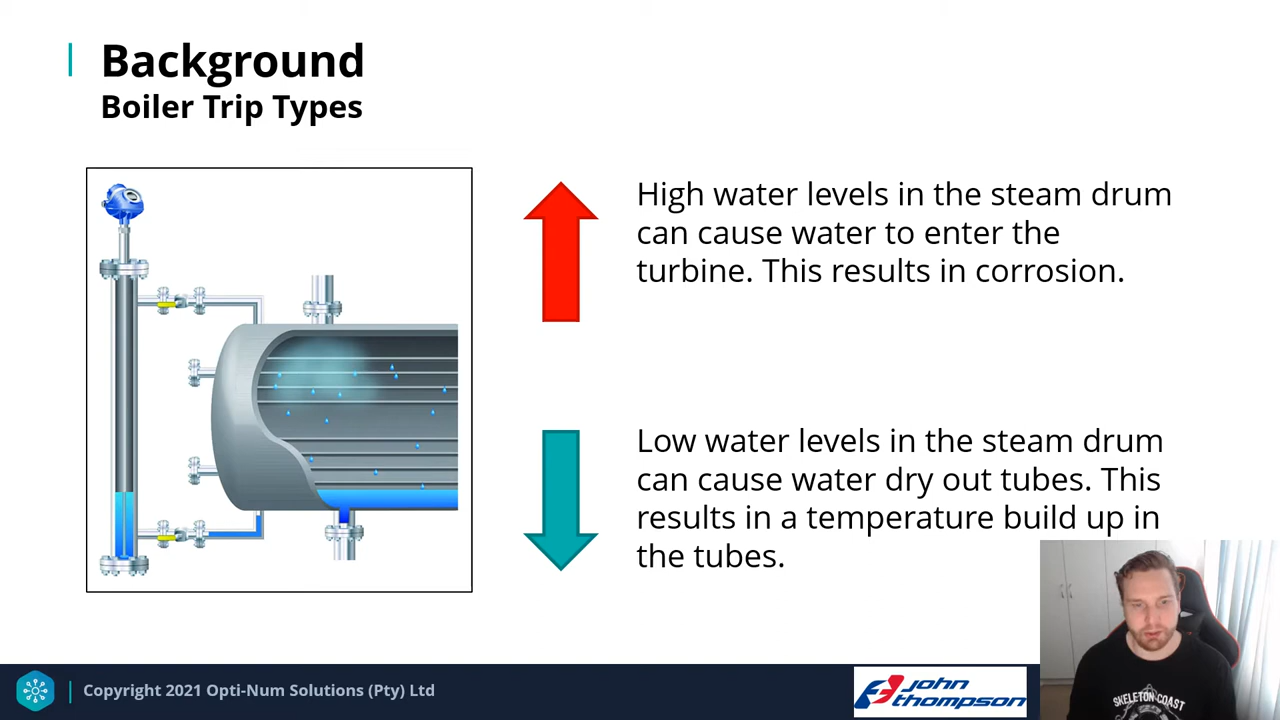 Background
Boiler Trip Types
High water levels in the steam drum
can cause water to enter the
turbine. This results in corrosion.
Low water levels in the steam drum
can cause water dry out tubes. This
results in a temperature build up in
the tubes.
Copyright 2021 Opti-Num Solutions (Pty) Ltd
john
thompson
SKELETON COAST